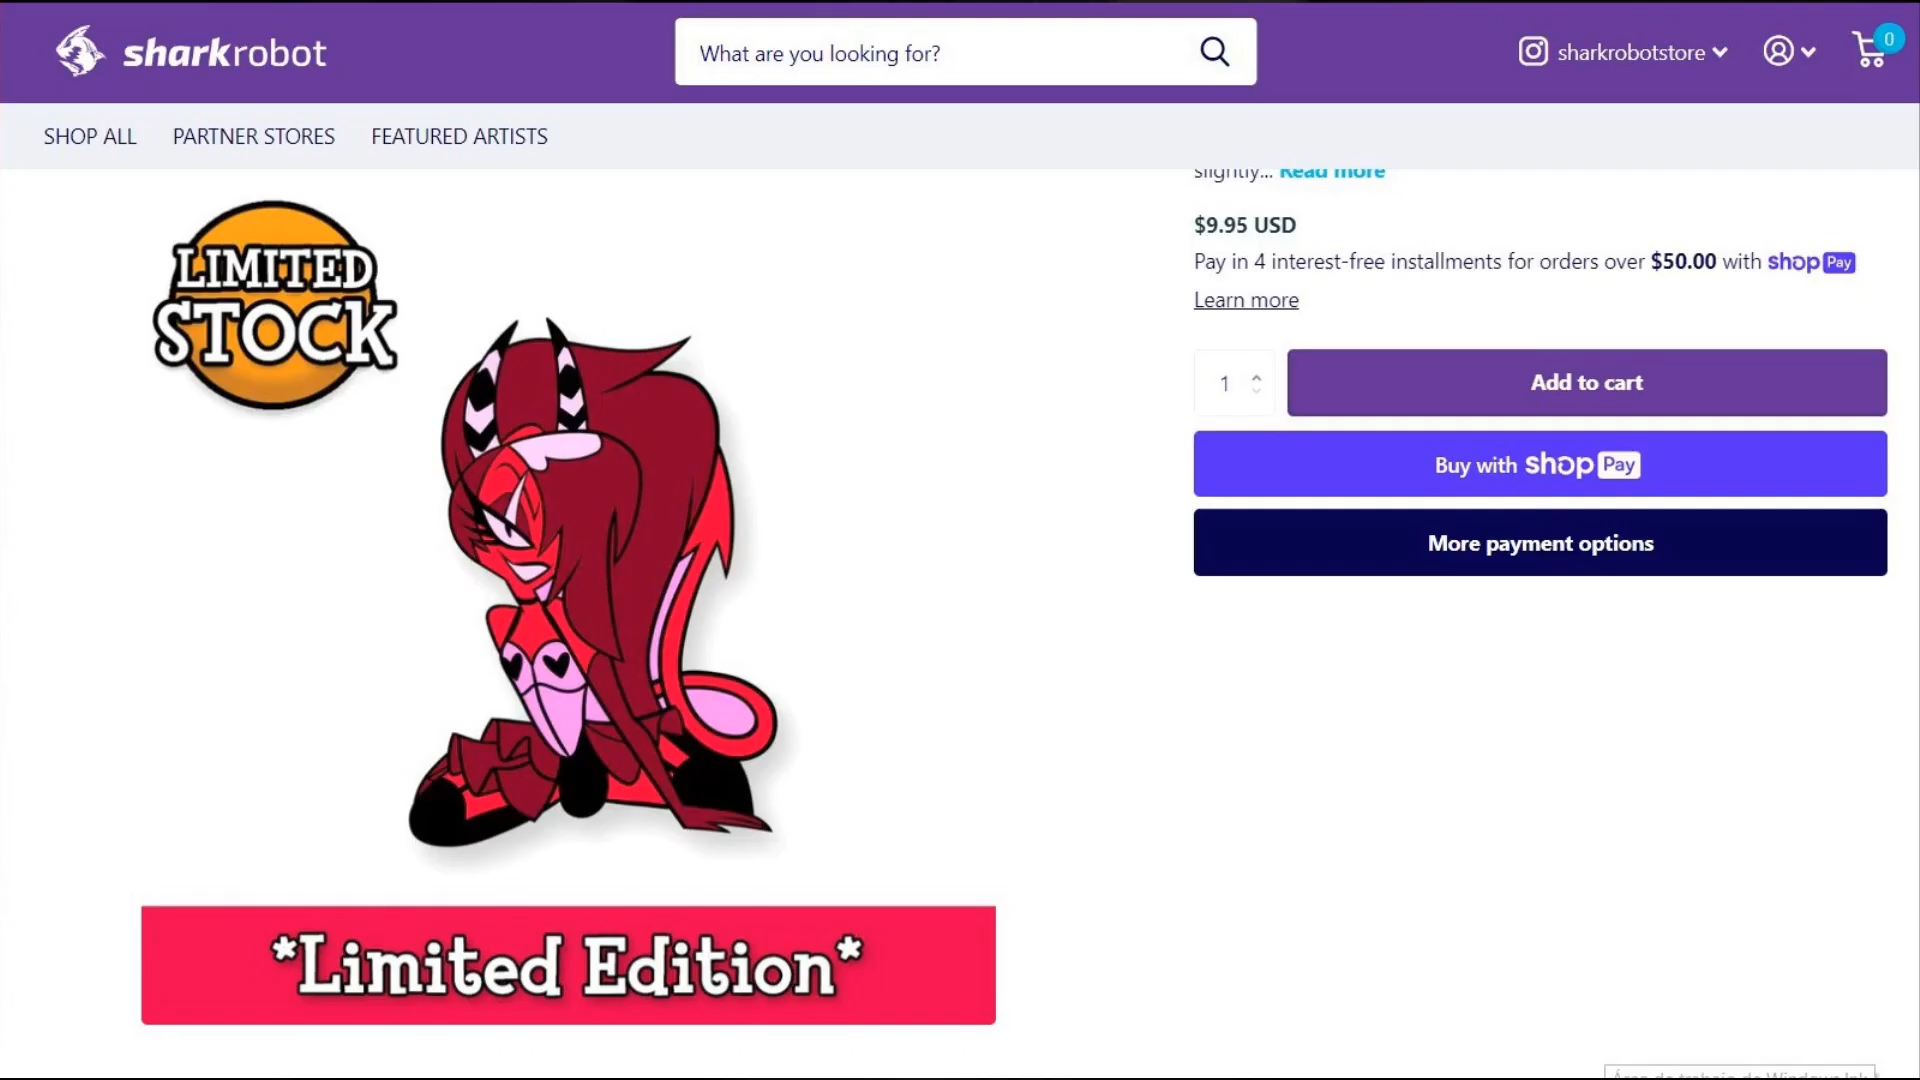 sharkrobot
What are you looking for?
sharkrobotstore
0
SHOP ALL
PARTNER STORES
FEATURED ARTISTS
slightly... Read more
$9.95 USD
Pay in 4 interest-free installments for orders over $50.00 with shop Pay
Learn more
1
Add to cart
Buy with shop Pay
More payment options
LIMITED
STOCK
*Limited Edition*